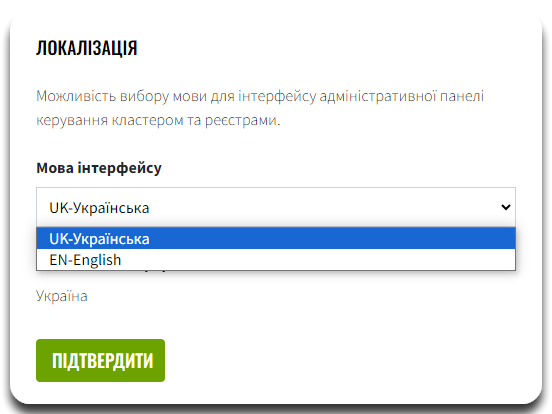 ЛОКАЛІЗАЦІЯ
Можливість вибору мови для інтерфейсу адміністративної панелі
керування кластером та реєстрами.
Мова інтерфейсу
UK-Українська
UK-Українська
EN-English
Україна
ПІДТВЕРДИТИ